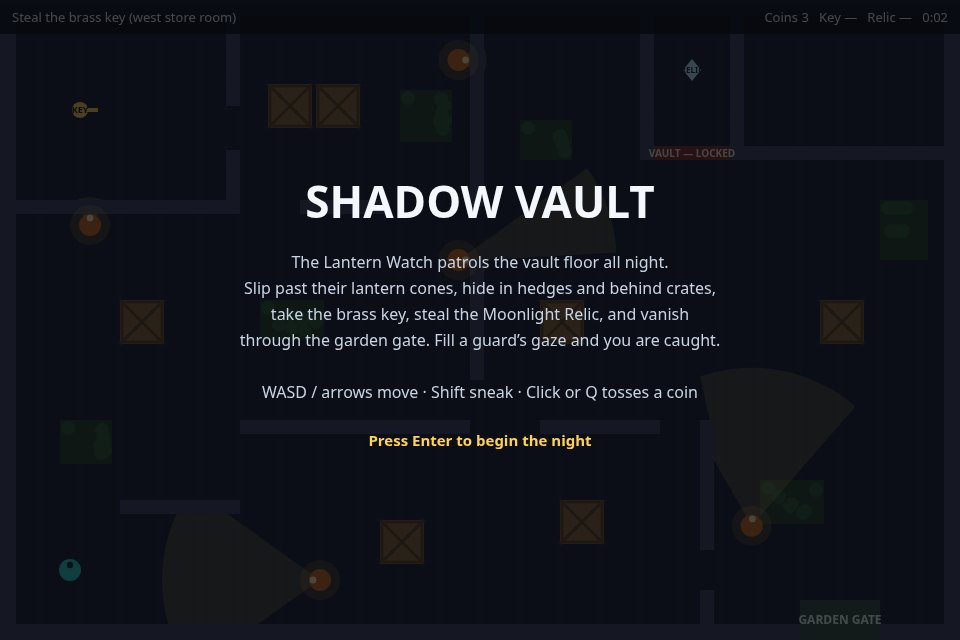 Steal the brass key (west store room)
Coins 3 Key — Relic — 0:02
KEY
VAULT — LOCKED
SHADOW VAULT
The Lantern Watch patrols the vault floor all night.
Slip past their lantern cones, hide in hedges and behind crates,
take the brass key, steal the Moonlight Relic, and vanish
through the garden gate. Fill a guard’s gaze and you are caught.
WASD / arrows move · Shift sneak · Click or Q tosses a coin
Press Enter to begin the night
GARDEN GATE